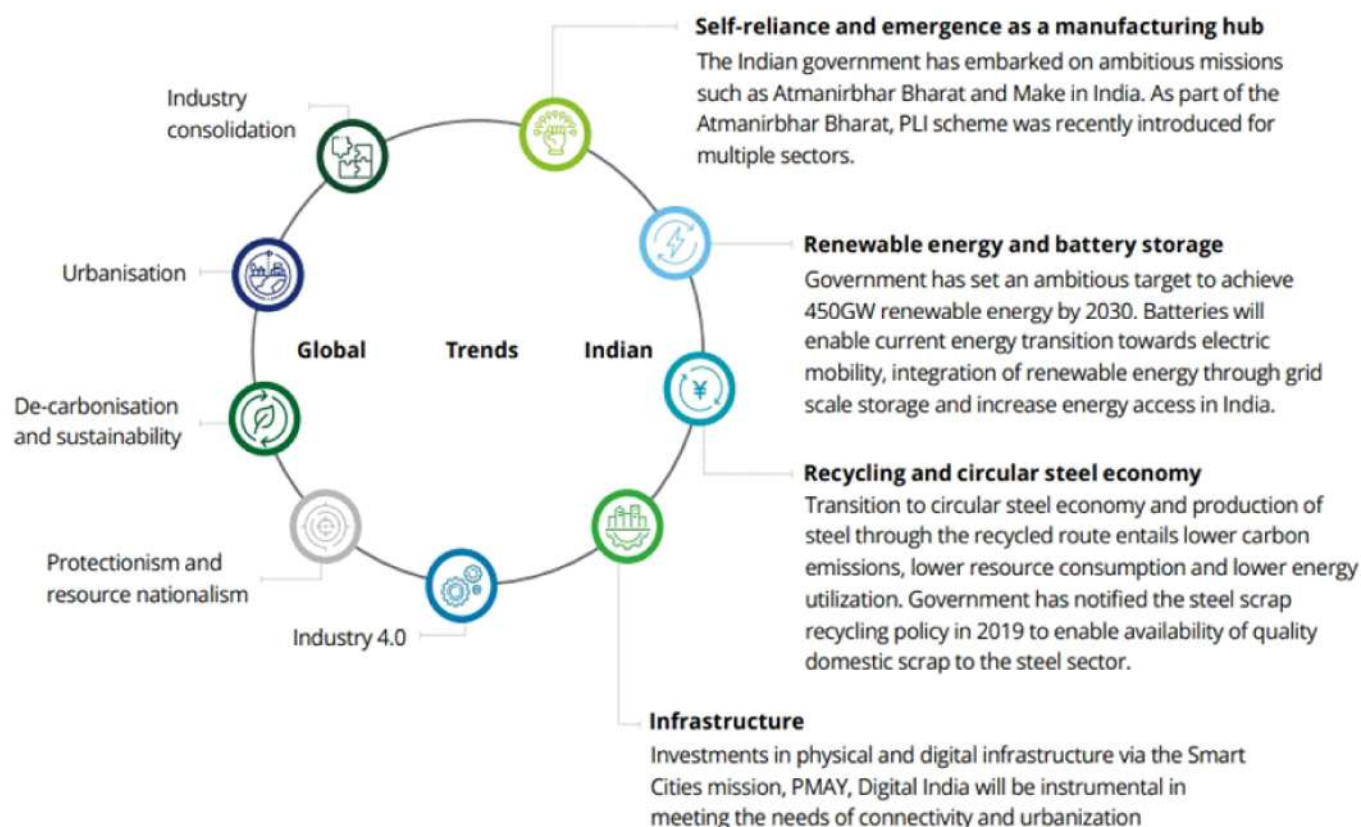 Self-reliance and emergence as a manufacturing hub
The Indian government has embarked on ambitious missions
such as Atmanirbhar Bharat and Make in India. As part of the
Atmanirbhar Bharat, PLI scheme was recently introduced for
multiple sectors.
Industry
consolidation
Urbanisation
Renewable energy and battery storage
Government has set an ambitious target to achieve
450GW renewable energy by 2030. Batteries will
enable current energy transition towards electric
mobility, integration of renewable energy through grid
scale storage and increase energy access in India.
Global Trends Indian
¥
De-carbonisation
and sustainability
Recycling and circular steel economy
Transition to circular steel economy and production of
steel through the recycled route entails lower carbon
emissions, lower resource consumption and lower energy
utilization. Government has notified the steel scrap
recycling policy in 2019 to enable availability of quality
domestic scrap to the steel sector.
Protectionism and
resource nationalism
Industry 4.0
Infrastructure
Investments in physical and digital infrastructure via the Smart
Cities mission, PMAY, Digital India will be instrumental in
meeting the needs of connectivity and urbanization